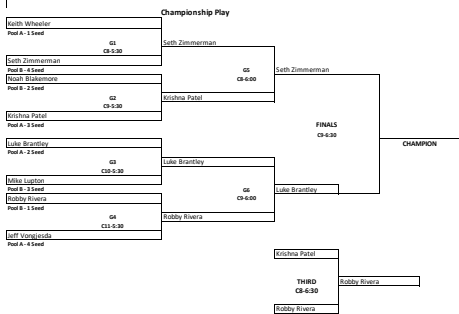 Championship Play
Keith Wheeler
Pool A - 1 Seed
G1
C8-5:30
Seth Zimmerman
Seth Zimmerman
Pool B - 4 Seed
Noah Blakemore
Pool B - 2 Seed
G2
C9-5:30
Krishna Patel
Krishna Patel
Pool A - 3 Seed
G5
C8-6:00
Seth Zimmerman
Luke Brantley
Pool A - 2 Seed
G3
C10-5:30
Luke Brantley
Mike Lupton
Pool B - 3 Seed
Robby Rivera
Pool B - 1 Seed
G4
C11-5:30
Robby Rivera
Jeff Vongjesda
Pool A - 4 Seed
G6
C9-6:00
Luke Brantley
FINALS
C9-6:30
CHAMPION
Krishna Patel
THIRD
C8-6:30
Robby Rivera
Robby Rivera